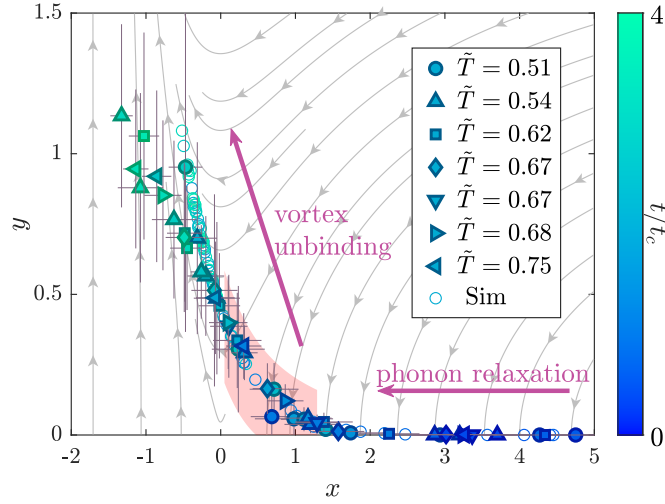 1.5
1
0.5
0
y
-2
-1
0
1
2
3
4
5
x
vortex
unbinding
phonon relaxation
T̃ = 0.51
T̃ = 0.54
T̃ = 0.62
T̃ = 0.67
T̃ = 0.67
T̃ = 0.68
T̃ = 0.75
Sim
4
t/t_c
0